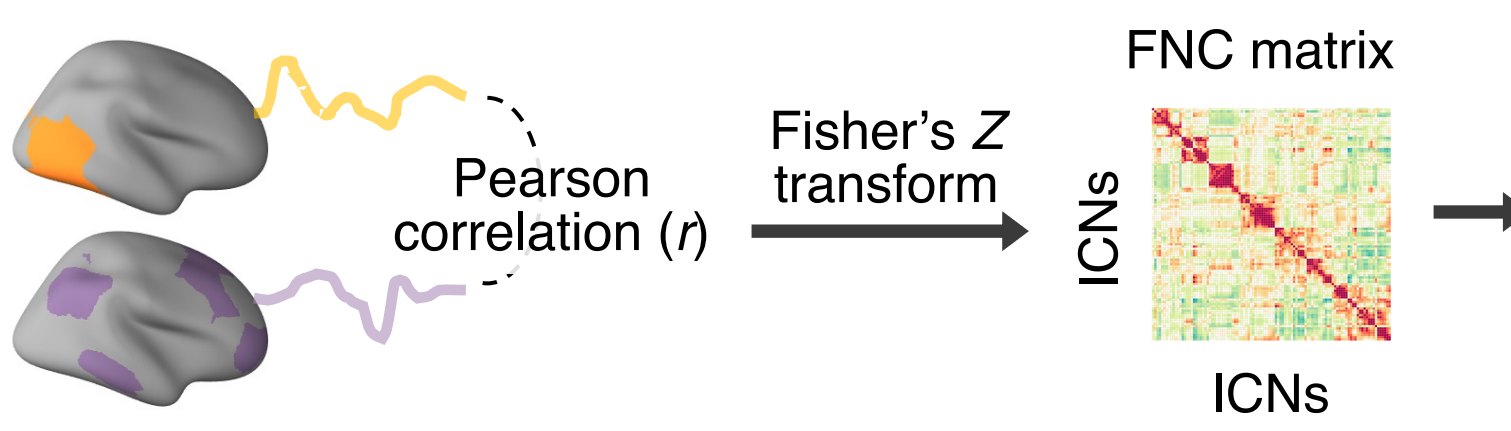 Pearson
correlation (r)
Fisher’s Z
transform
FNC matrix
ICNs
ICNs